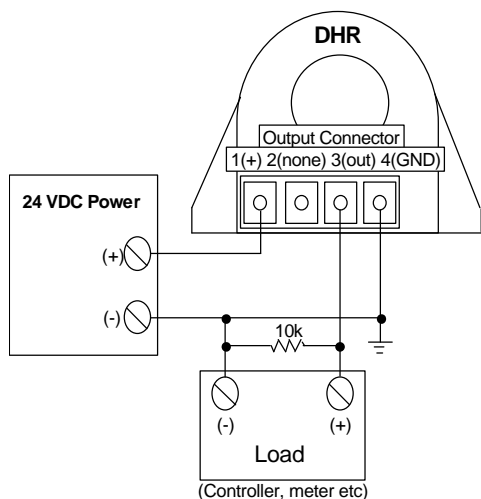 DHR
Output Connector
1(+) 2(none) 3(out) 4(GND)
24 VDC Power
(+)
(-)
10k
(-)
(+)
Load
(Controller, meter etc)